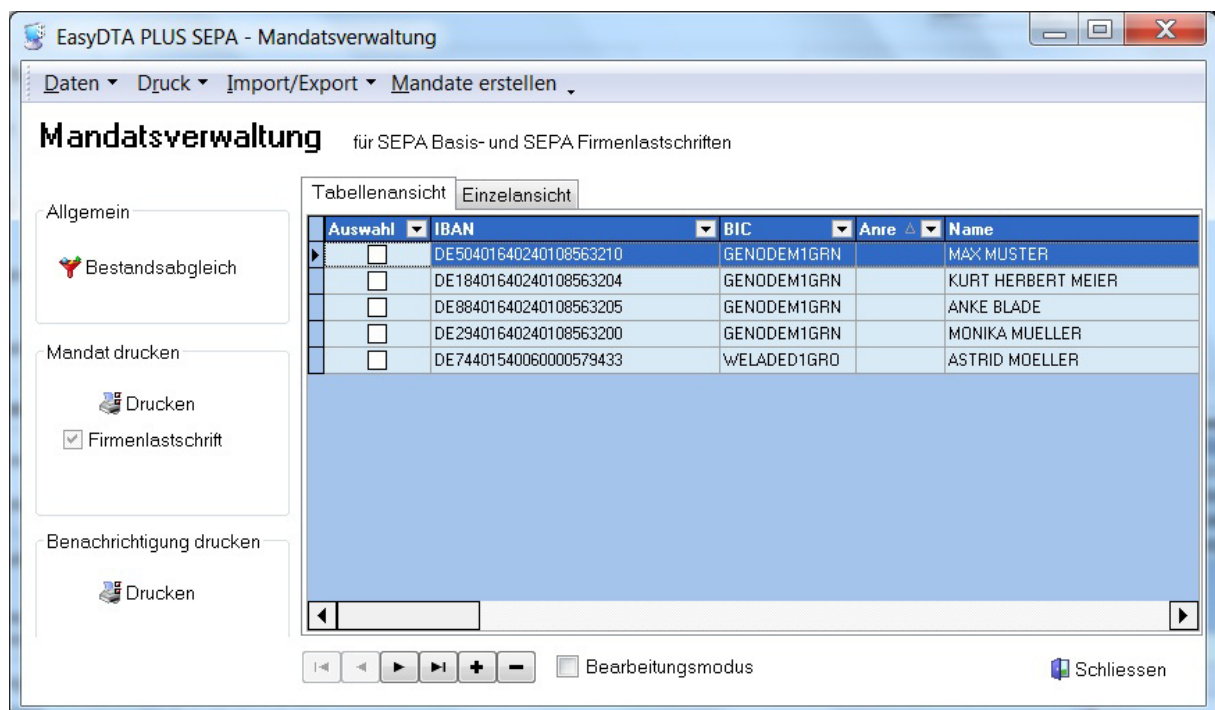 EasyDTA PLUS SEPA - Mandatsverwaltung
Daten Druck Import/Export Mandate erstellen
Mandatsverwaltung für SEPA Basis- und SEPA Firmenlastschriften
Tabellenansicht Einzelansicht
Allgemein
Bestandsabgleich
Mandat drucken
Drucken
Firmenlastschrift
Benachrichtigung drucken
Drucken
Auswahl IBAN BIC Anre Name
DE50401640240108563210 GENODEM1GRN MAX MUSTER
DE18401640240108563204 GENODEM1GRN KURT HERBERT MEIER
DE88401640240108563205 GENODEM1GRN ANKE BLADE
DE29401640240108563200 GENODEM1GRN MONIKA MUELLER
DE74401540060000579433 WELADED1GRO ASTRID MOELLER
Bearbeitungsmodus Schliessen